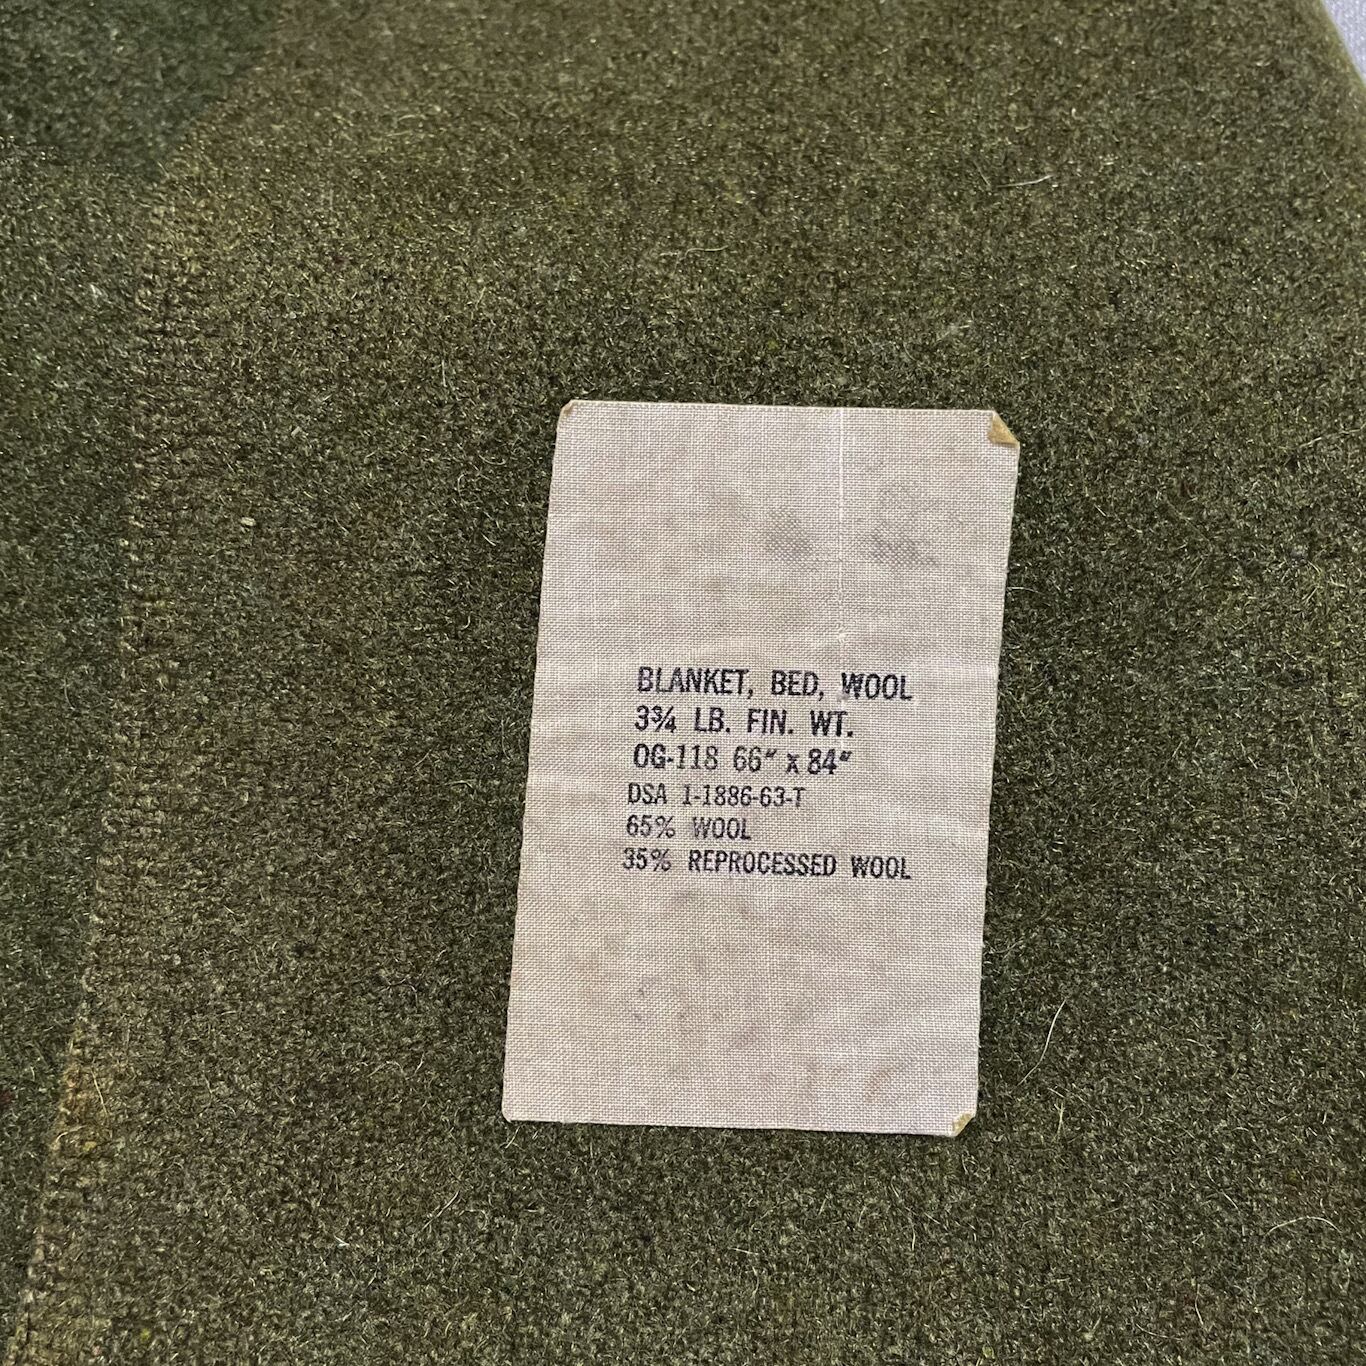 BLANKET, BED, WOOL
3¾ LB. FIN. WT.
OG-118 66" x 84"
DSA 1-1886-63-T
65% WOOL
35% REPROCESSED WOOL